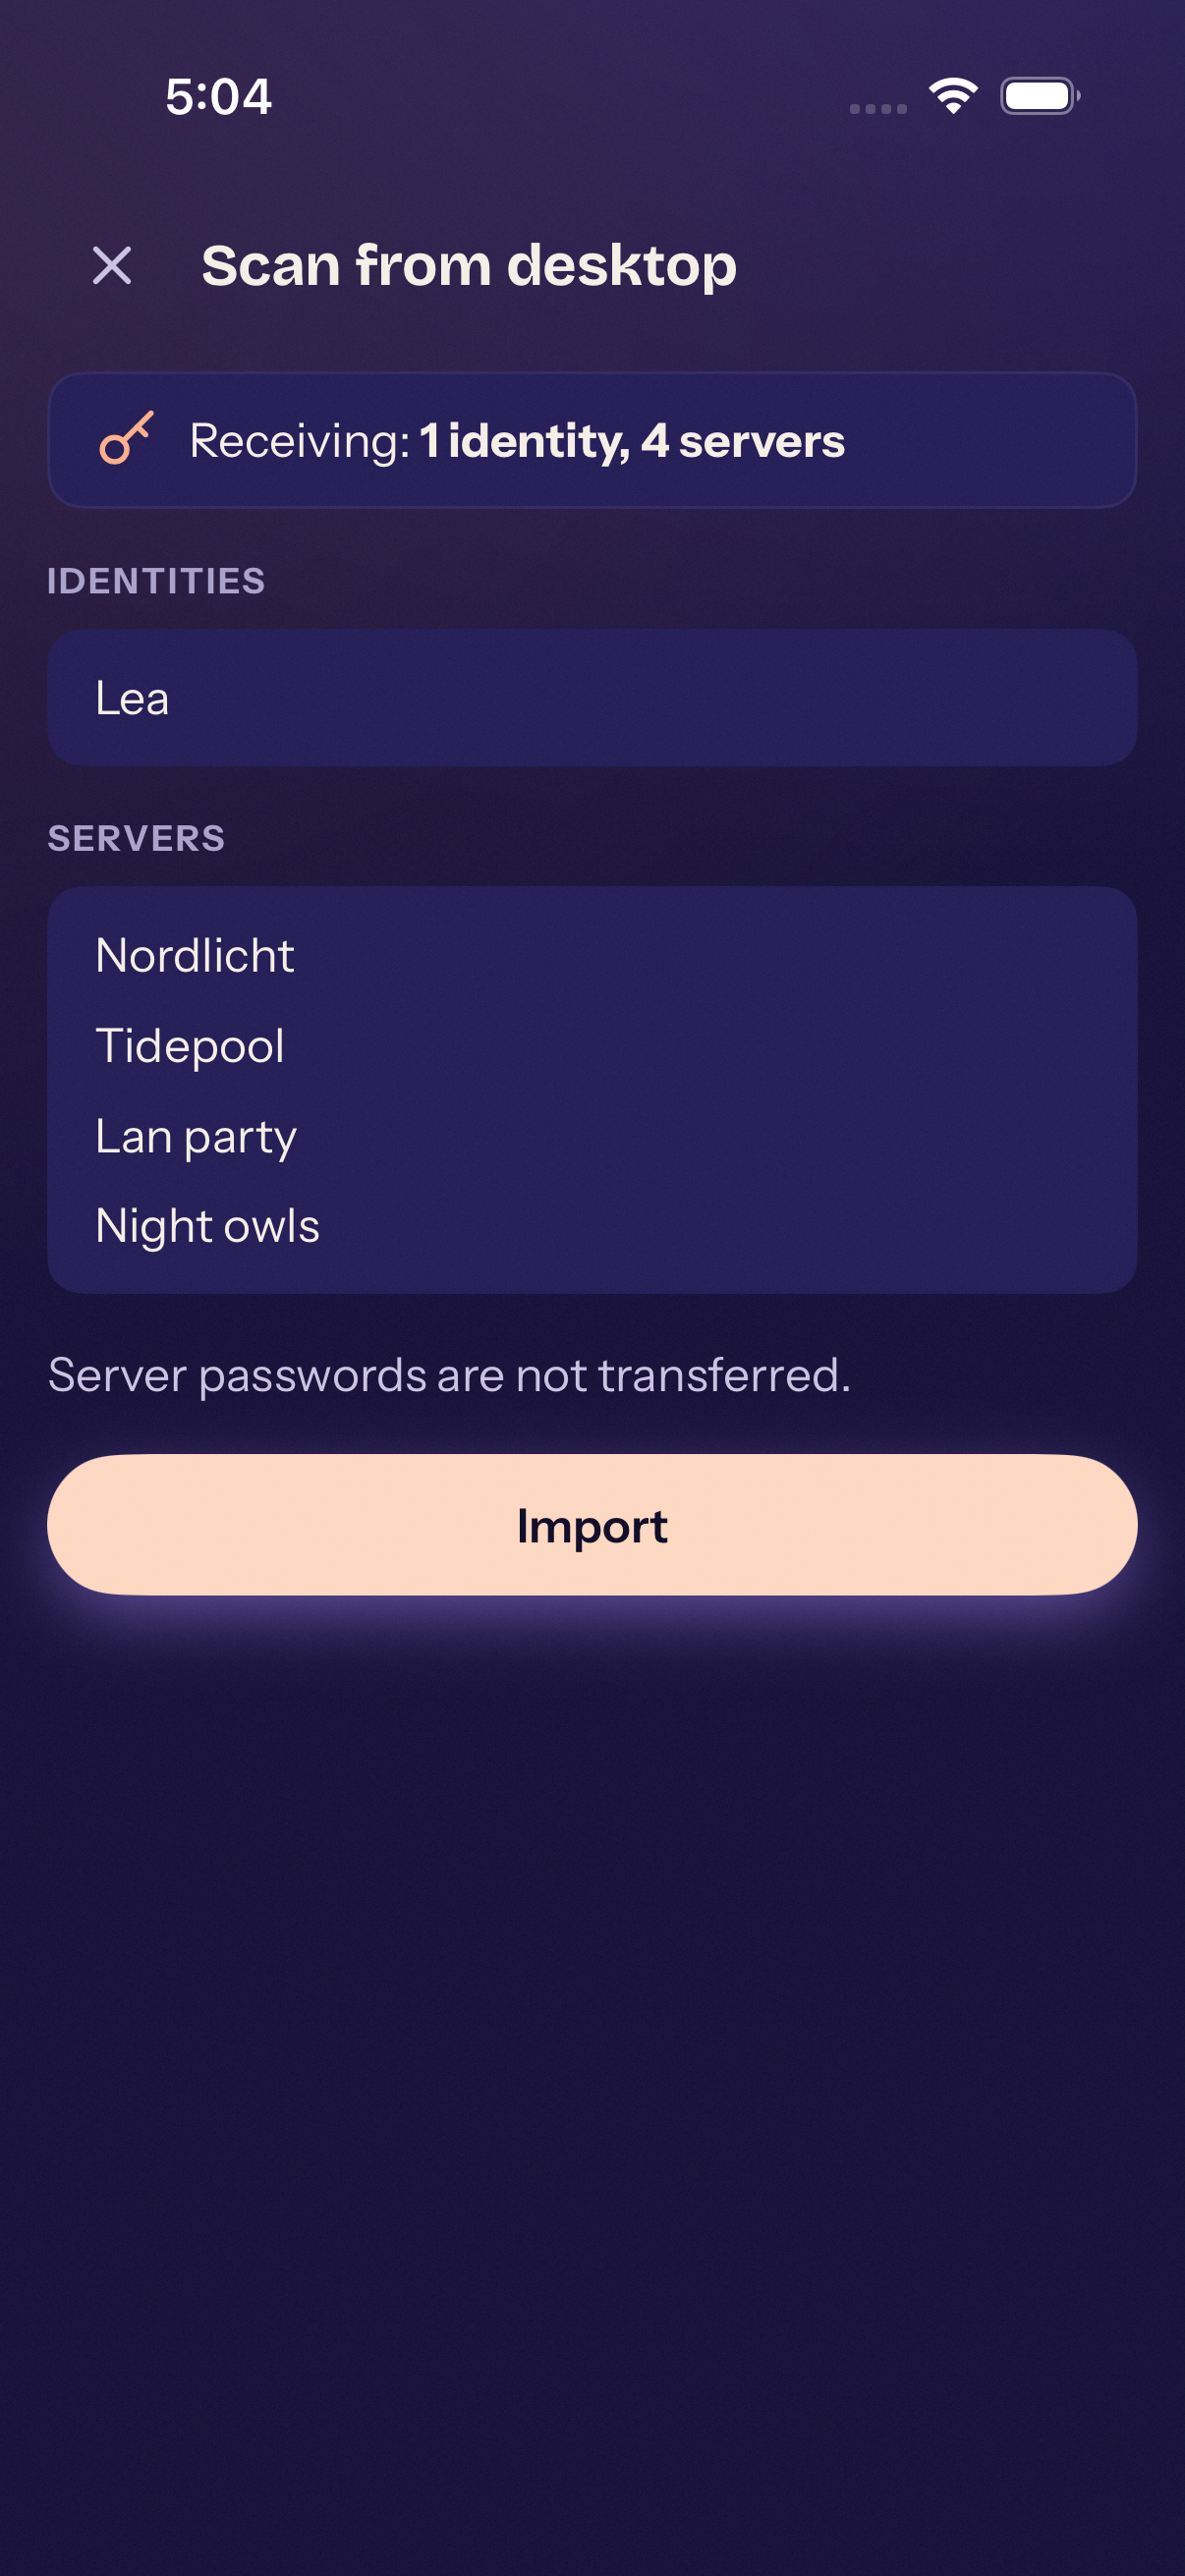 5:04
Scan from desktop
Receiving: 1 identity, 4 servers
IDENTITIES
Lea
SERVERS
Nordlicht
Tidepool
Lan party
Night owls
Server passwords are not transferred.
Import